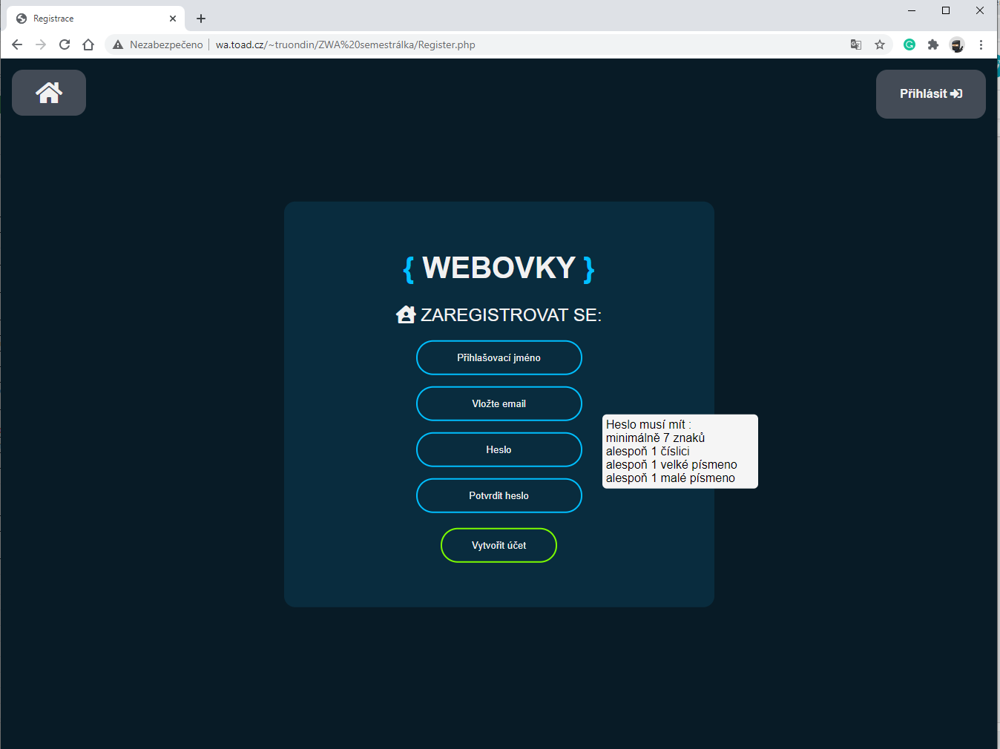 Registrace
Nezabezpečeno
wa.toad.cz/~truondin/ZWA%20semestrálka/Register.php
Přihlásit
{ WEBOVKY }
ZAREGISTROVAT SE:
Přihlašovací jméno
Vložte email
Heslo
Heslo musí mít :
minimálně 7 znaků
alespoň 1 číslici
alespoň 1 velké písmeno
alespoň 1 malé písmeno
Potvrdit heslo
Vytvořit účet